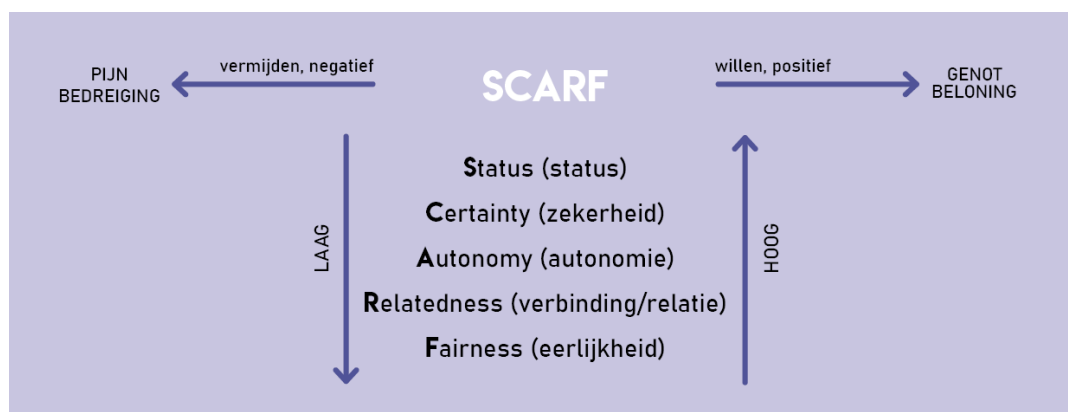 PIJN
BEDREIGING
vermijden, negatief
SCARF
willen, positief
GENOT
BELONING
LAAG
Status (status)
Certainty (zekerheid)
Autonomy (autonomie)
Relatedness (verbinding/relatie)
Fairness (eerlijkheid)
HOOG